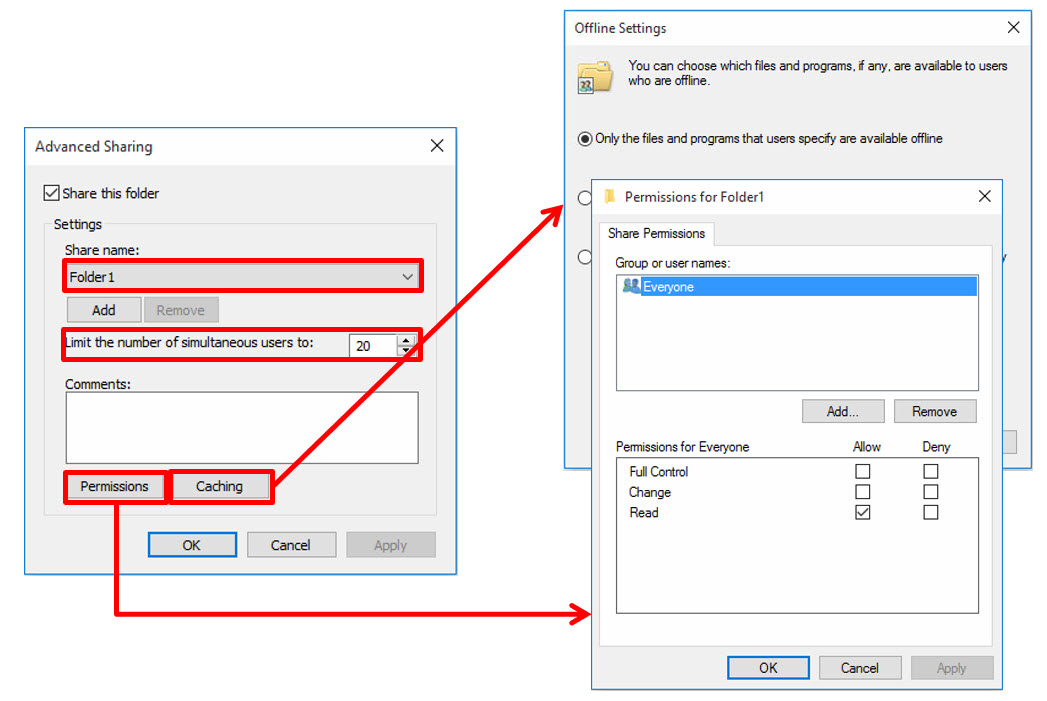 Advanced Sharing
Share this folder
Settings
Share name:
Folder1
Add Remove
Limit the number of simultaneous users to: 20
Comments:
Permissions Caching
OK Cancel Apply
Offline Settings
You can choose which files and programs, if any, are available to users
who are offline.
Only the files and programs that users specify are available offline
Permissions for Folder1
Share Permissions
Group or user names:
Everyone
Add... Remove
Permissions for Everyone Allow Deny
Full Control
Change
Read
OK Cancel Apply